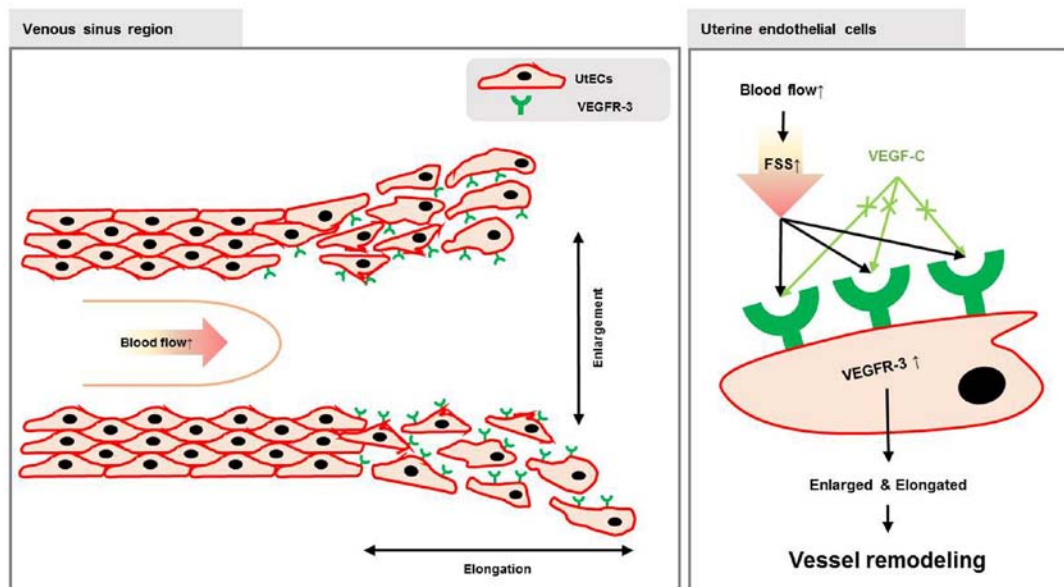 Venous sinus region
UtECs
VEGFR-3
Blood flow↑
Enlargement
Elongation
Uterine endothelial cells
Blood flow↑
FSS↑
VEGF-C
VEGFR-3 ↑
Enlarged & Elongated
Vessel remodeling